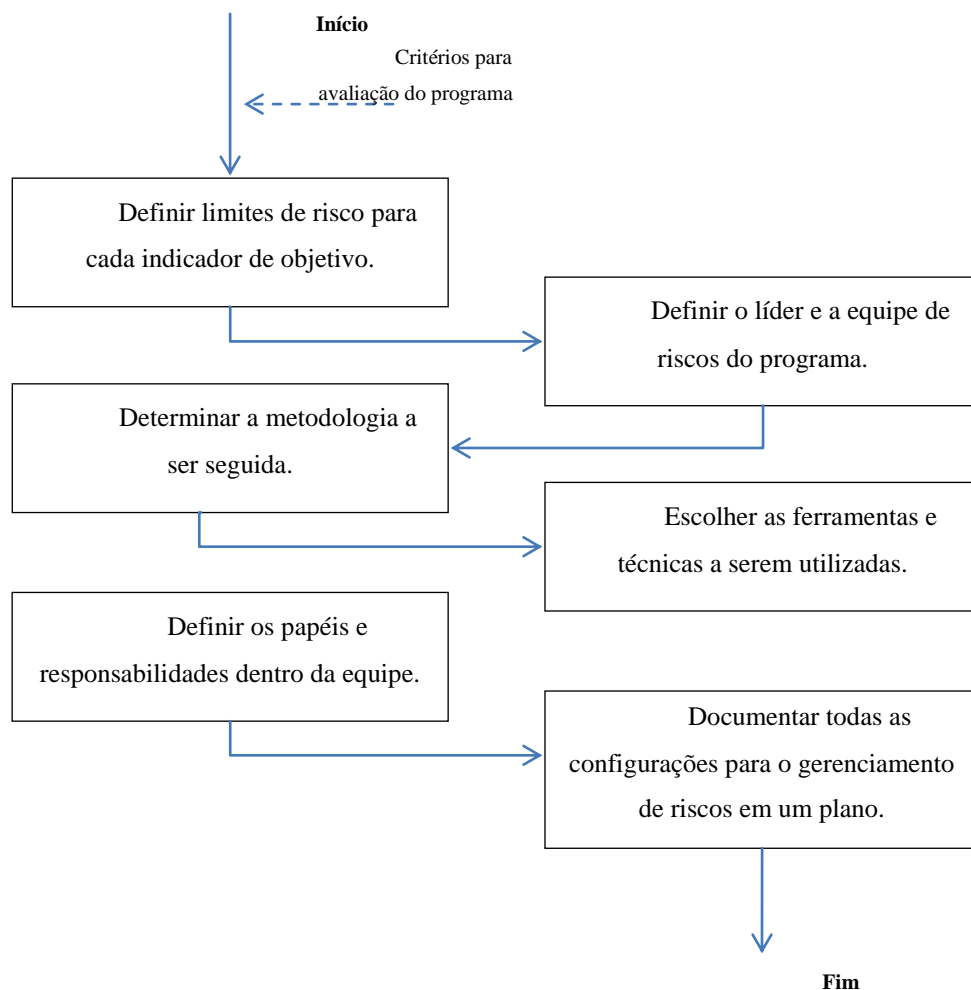 Início
Critérios para
avaliação do programa
Definir limites de risco para
cada indicador de objetivo.
Definir o líder e a equipe de
riscos do programa.
Determinar a metodologia a
ser seguida.
Escolher as ferramentas e
técnicas a serem utilizadas.
Definir os papéis e
responsabilidades dentro da equipe.
Documentar todas as
configurações para o gerenciamento
de riscos em um plano.
Fim